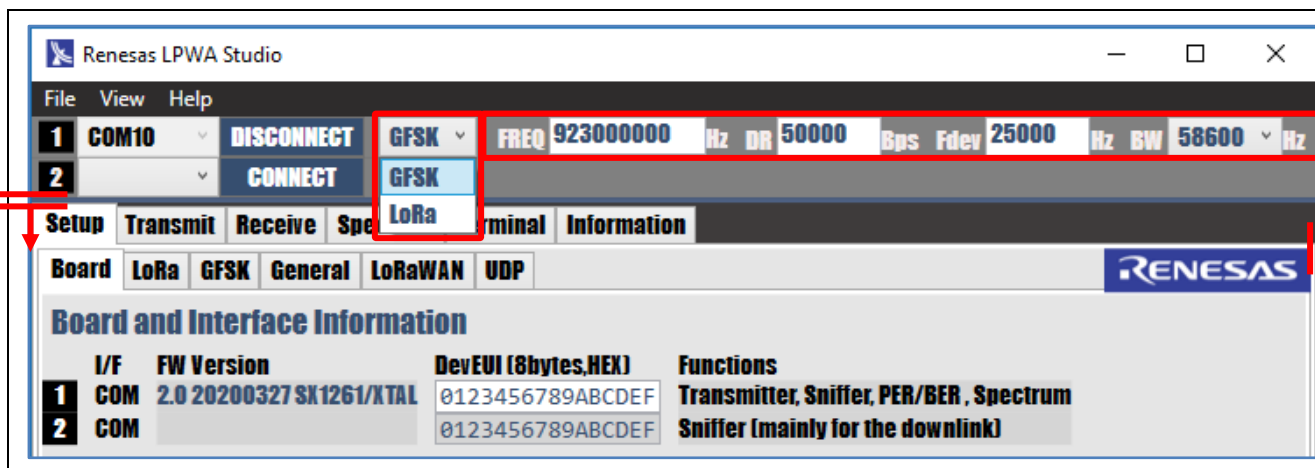 Renesas LPWA Studio
File View Help
1 COM10 DISCONNECT GFSK FREQ 923000000 Hz DR 50000 Bps Fdev 25000 Hz BW 58600 Hz
2 CONNECT GFSK
LoRa
Setup Transmit Receive Information
Board LoRa GFSK General LoRaWAN UDP RENESAS
Board and Interface Information
I/F FW Version DevEUI (8bytes,HEX) Functions
1 COM 2.0 20200327 SX1261/XTAL 0123456789ABCDEF Transmitter, Sniffer, PER/BER , Spectrum
2 COM 0123456789ABCDEF Sniffer (mainly for the downlink)